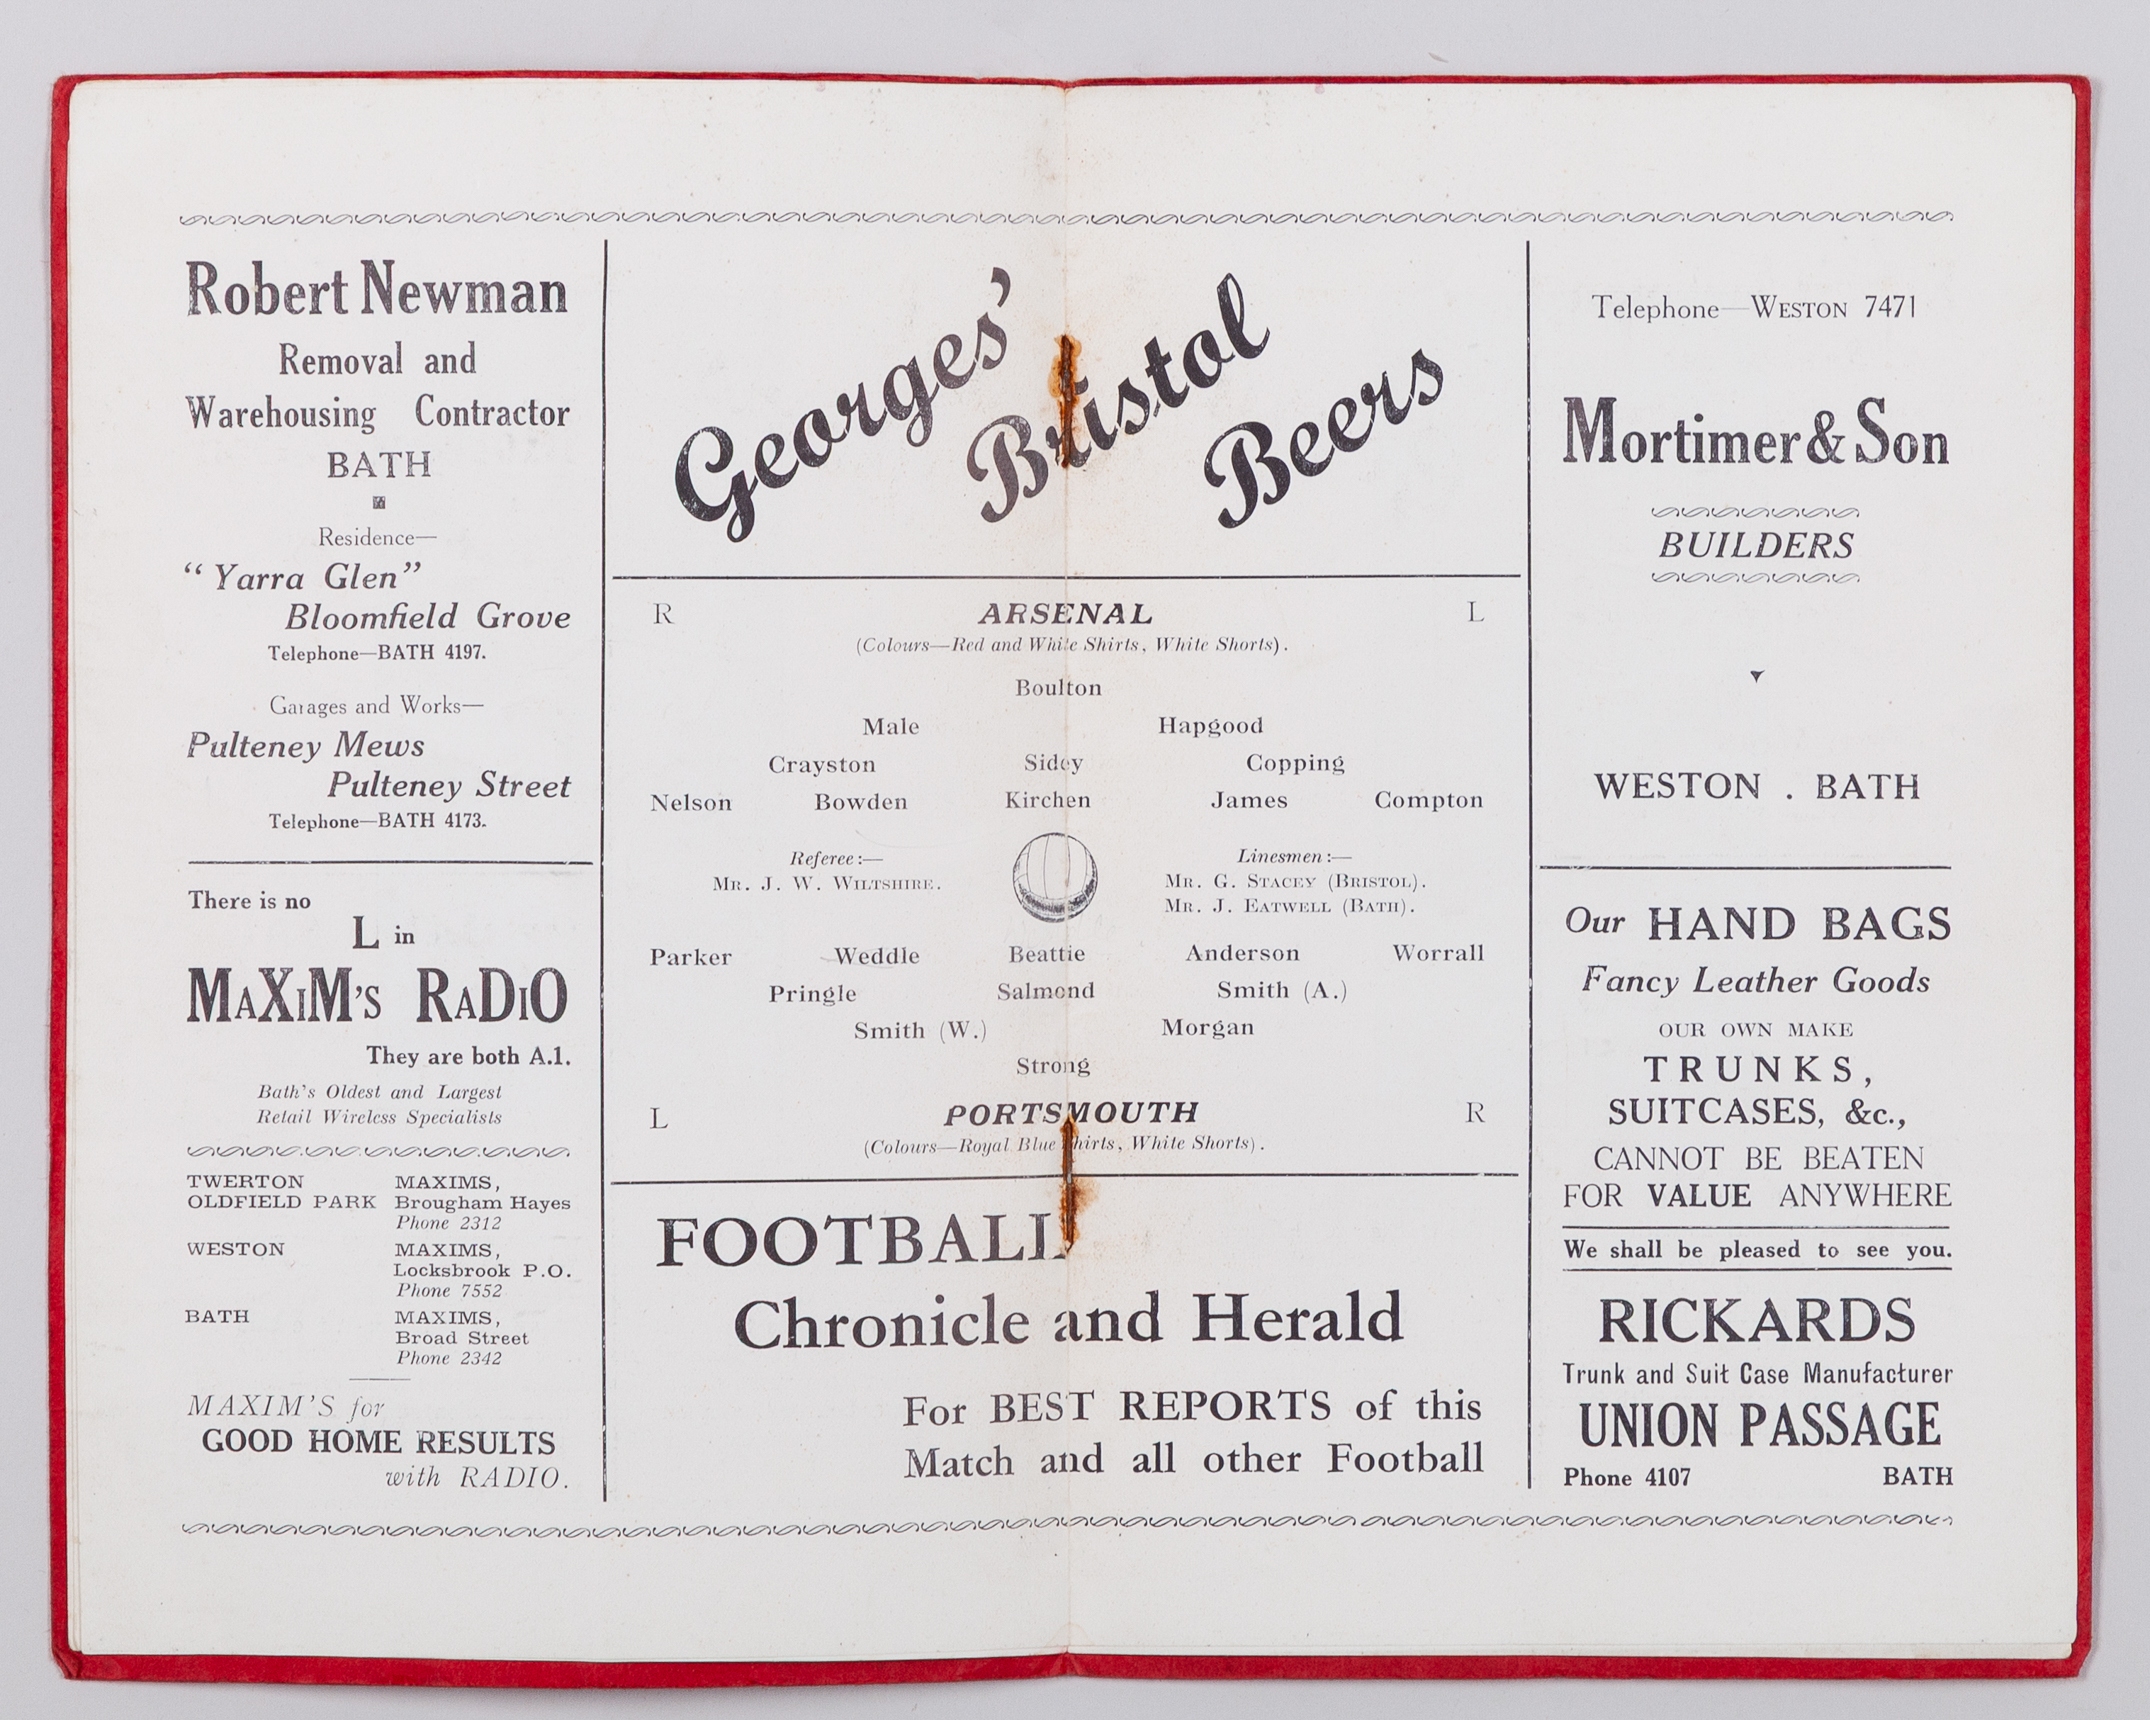 Robert Newman
Removal and
Warehousing Contractor
BATH
Residence—
“ Yarra Glen”
Bloomfield Grove
Telephone—BATH 4197.
Garages and Works—
Pulteney Mews
Pulteney Street
Telephone—BATH 4173.
There is no
L in
MAXIM'S RADIO
They are both A.1.
Bath's Oldest and Largest
Retail Wireless Specialists
TWERTON MAXIMS,
OLDFIELD PARK Brougham Hayes
Phone 2312
WESTON MAXIMS,
Locksbrook P.O.
Phone 7552
BATH MAXIMS,
Broad Street
Phone 2342
MAXIM'S for
GOOD HOME RESULTS
with RADIO.
Georges'
Bristol
Beers
R ARSENAL L
(Colours—Red and White Shirts, White Shorts).
Boulton
Male Hapgood
Crayston Sidey Copping
Nelson Bowden Kirchen James Compton
Referee :— Linesmen :—
MR. J. W. WILTSHIRE. MR. G. STACEY (BRISTOL).
MR. J. EATWELL (BATH).
Parker Weddle Beattie Anderson Worrall
Pringle Salmond Smith (A.)
Smith (W.) Morgan
Strong
L PORTSMOUTH R
(Colours—Royal Blue Shirts, White Shorts).
FOOTBALL
Chronicle and Herald
For BEST REPORTS of this
Match and all other Football
Telephone—WESTON 7471
Mortimer & Son
BUILDERS
WESTON . BATH
Our HAND BAGS
Fancy Leather Goods
OUR OWN MAKE
TRUNKS,
SUITCASES, &c.,
CANNOT BE BEATEN
FOR VALUE ANYWHERE
We shall be pleased to see you.
RICKARDS
Trunk and Suit Case Manufacturer
UNION PASSAGE
Phone 4107 BATH